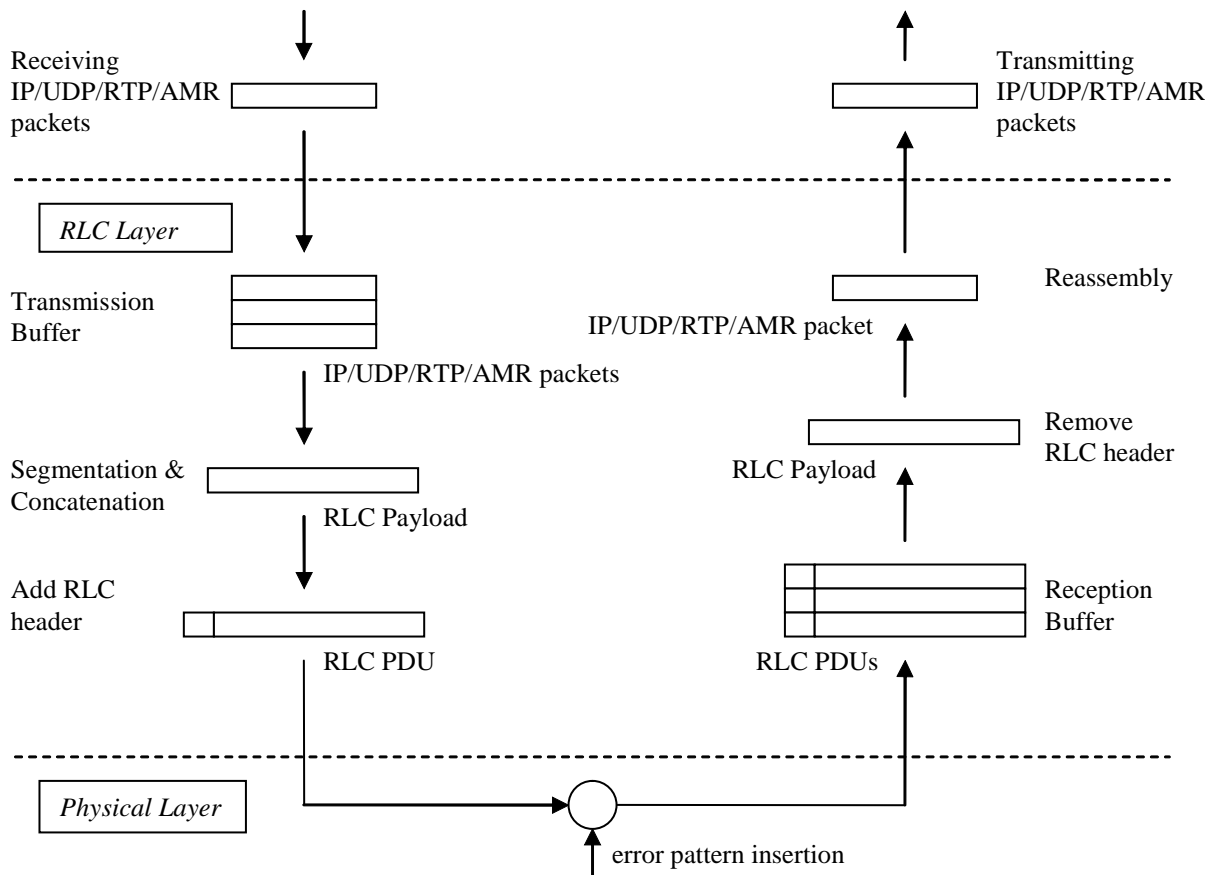 Receiving
IP/UDP/RTP/AMR
packets
Transmitting
IP/UDP/RTP/AMR
packets
RLC Layer
Transmission
Buffer
IP/UDP/RTP/AMR packets
Reassembly
IP/UDP/RTP/AMR packet
Segmentation &
Concatenation
RLC Payload
Remove
RLC header
RLC Payload
Add RLC
header
RLC PDU
Reception
Buffer
RLC PDUs
Physical Layer
error pattern insertion